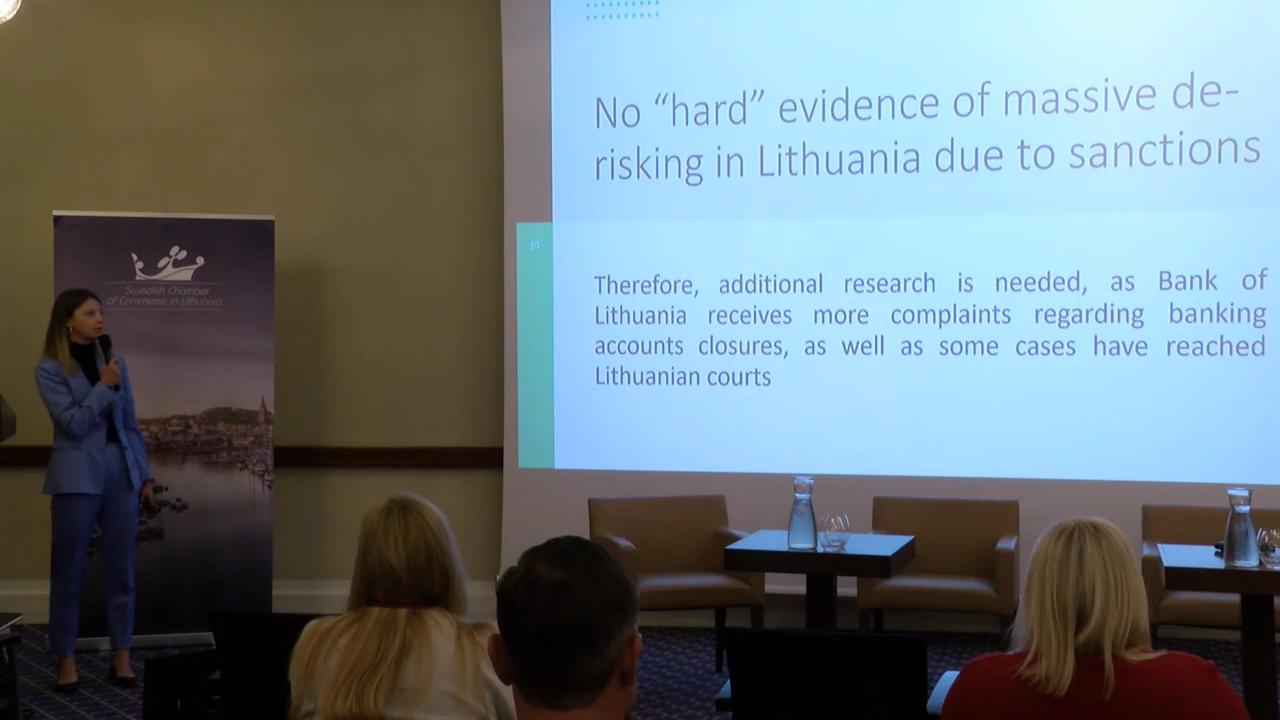 No “hard” evidence of massive de-
risking in Lithuania due to sanctions
10
Therefore, additional research is needed, as Bank of
Lithuania receives more complaints regarding banking
accounts closures, as well as some cases have reached
Lithuanian courts
Swedish Chamber
of Commerce in Lithuania